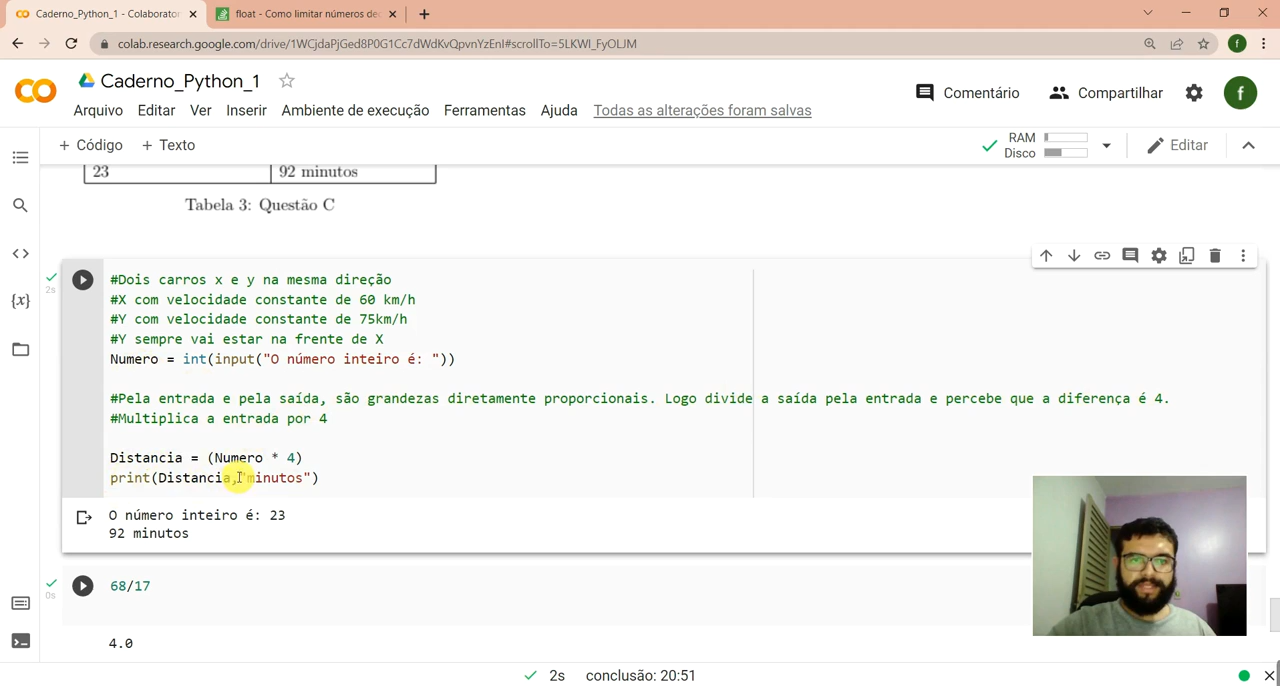 Caderno_Python_1 - Colaborator
float - Como limitar números de
colab.research.google.com/drive/1WCjdaPjGed8P0G1Cc7dWdKvQpvnYzEnI#scrollTo=5LKWI_FyOLJM
f
Caderno_Python_1
Arquivo Editar Ver Inserir Ambiente de execução Ferramentas Ajuda Todas as alterações foram salvas
Comentário
Compartilhar
f
+ Código + Texto
RAM
Disco
Editar
23 92 minutos
Tabela 3: Questão C
2s
#Dois carros x e y na mesma direção
#X com velocidade constante de 60 km/h
#Y com velocidade constante de 75km/h
#Y sempre vai estar na frente de X
Numero = int(input("O número inteiro é: "))
#Pela entrada e pela saída, são grandezas diretamente proporcionais. Logo divide a saída pela entrada e percebe que a diferença é 4.
#Multiplica a entrada por 4
Distancia = (Numero * 4)
print(Distancia,"minutos")
O número inteiro é: 23
92 minutos
0s
68/17
4.0
2s conclusão: 20:51